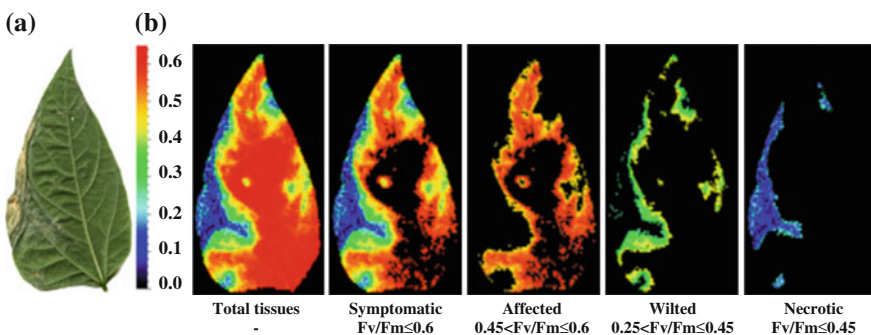 (a)
(b)
0.6
0.5
0.4
0.3
0.2
0.1
0.0
Total tissues
-
Symptomatic
Fv/Fm≤0.6
Affected
0.45<Fv/Fm≤0.6
Wilted
0.25<Fv/Fm≤0.45
Necrotic
Fv/Fm≤0.45